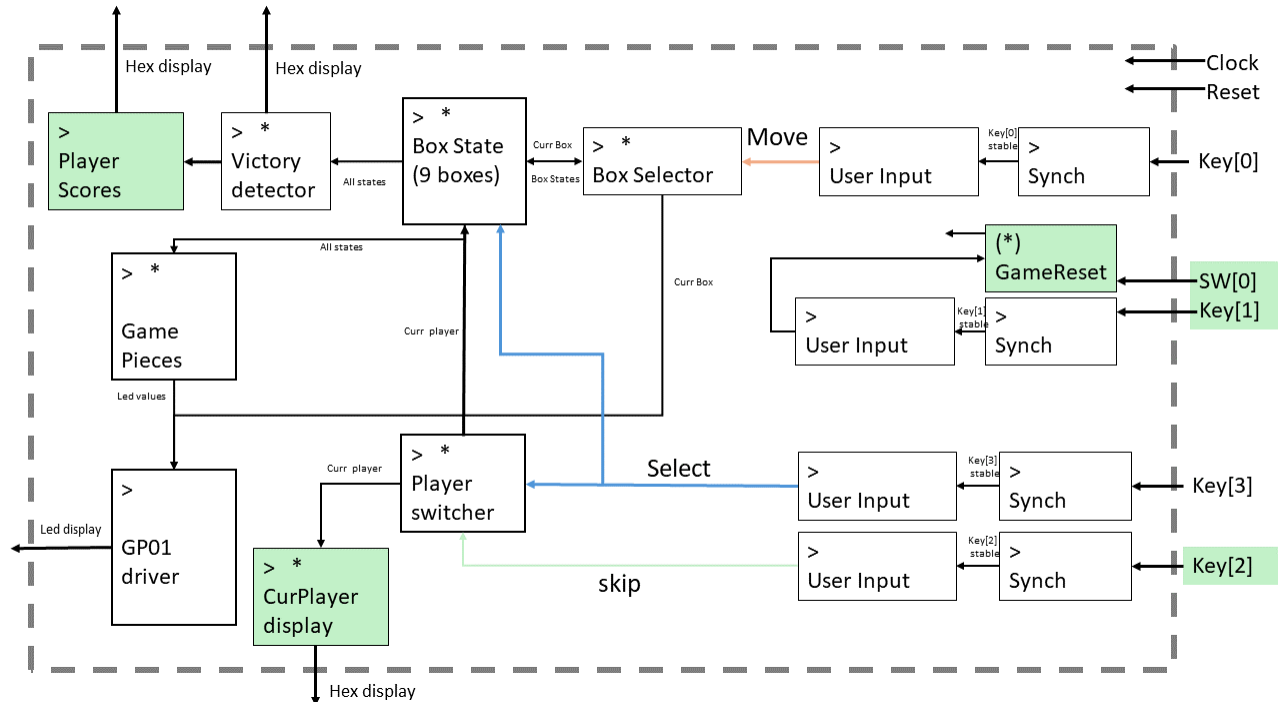 Hex display
Hex display
Clock
Reset
> 
Player
Scores
> *
Victory
detector
> *
Box State
(9 boxes)
Curr Box
Box States
All states
> *
Box Selector
Move
>
User Input
Key[0]
stable
>
Synch
Key[0]
All states
(*)
GameReset
SW[0]
Key[1]
> *
Game
Pieces
Curr Box
Curr player
>
User Input
Key[1]
stable
>
Synch
Led values
> *
Player
switcher
Curr player
Select
>
User Input
Key[3]
stable
>
Synch
Key[3]
>
GP01
driver
Led display
> *
CurPlayer
display
skip
>
User Input
Key[2]
stable
>
Synch
Key[2]
Hex display